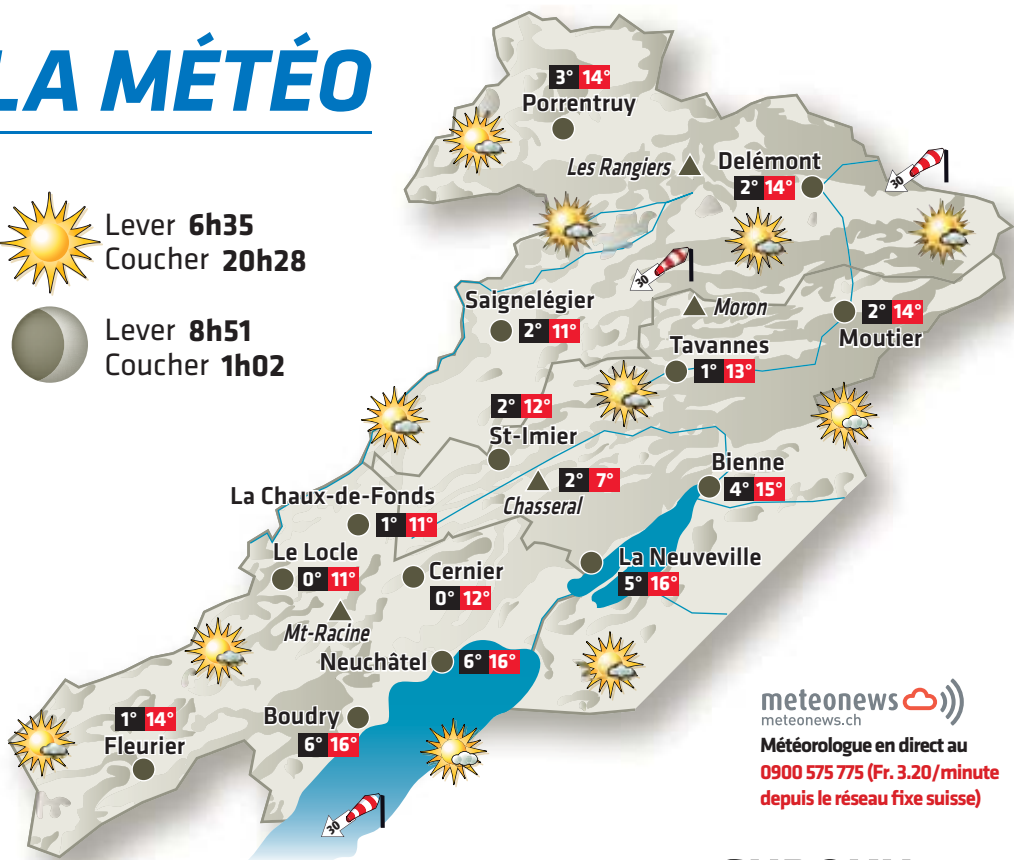 LA MÉTÉO
Lever 6h35
Coucher 20h28
Lever 8h51
Coucher 1h02
3° 14°
Porrentruy
Les Rangiers
Delémont
2° 14°
30
30
Saignelégier
2° 11°
Moron
2° 14°
Moutier
Tavannes
1° 13°
2° 12°
St-Imier
2° 7°
Chasseral
Bienne
4° 15°
La Chaux-de-Fonds
1° 11°
Le Locle
0° 11°
Cernier
0° 12°
La Neuveville
5° 16°
Mt-Racine
Neuchâtel 6° 16°
Boudry
6° 16°
1° 14°
Fleurier
30
meteonews
meteonews.ch
Météorologue en direct au
0900 575 775 (Fr. 3.20/minute
depuis le réseau fixe suisse)